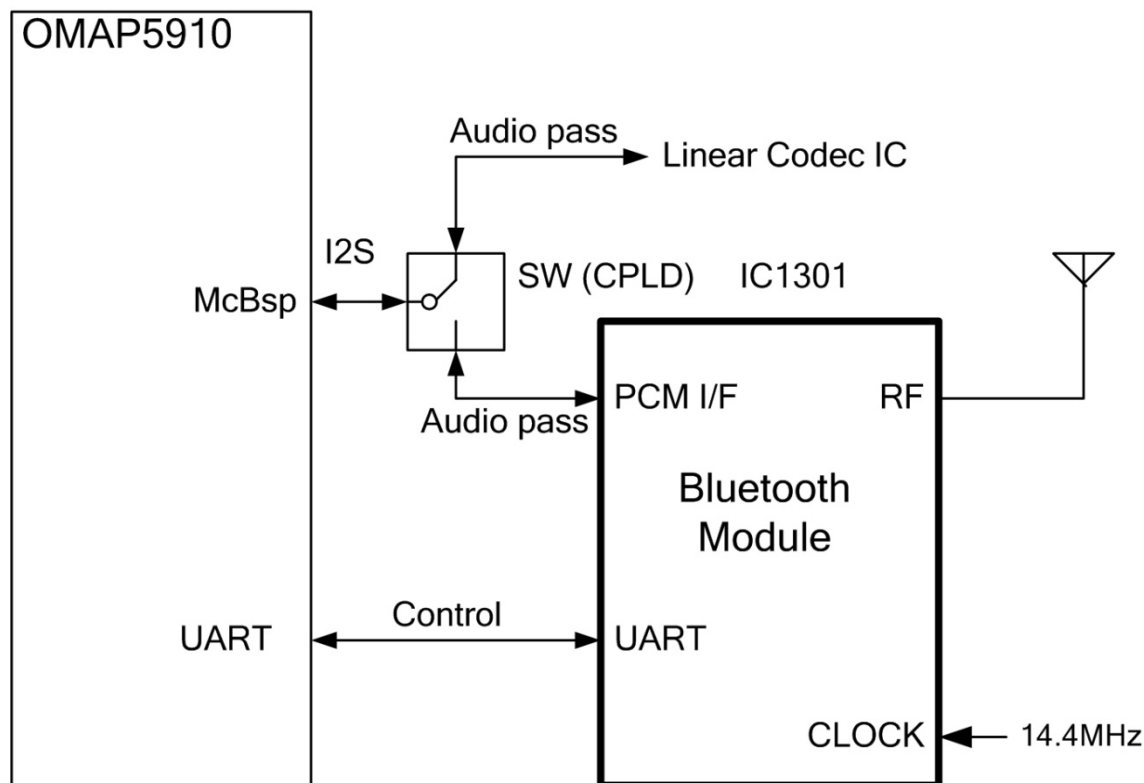 OMAP5910
Audio pass
Linear Codec IC
I2S
SW (CPLD)
IC1301
McBsp
PCM I/F
RF
Audio pass
Bluetooth
Module
Control
UART
UART
CLOCK
14.4MHz